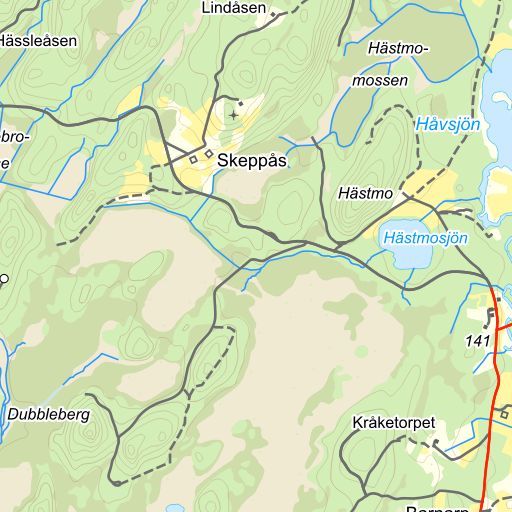 Lindåsen
Hässleåsen
Hästmo-
mossen
Håvsjön
Skeppås
Hästmo
Hästmosjön
141
Dubbleberg
Kråketorpet